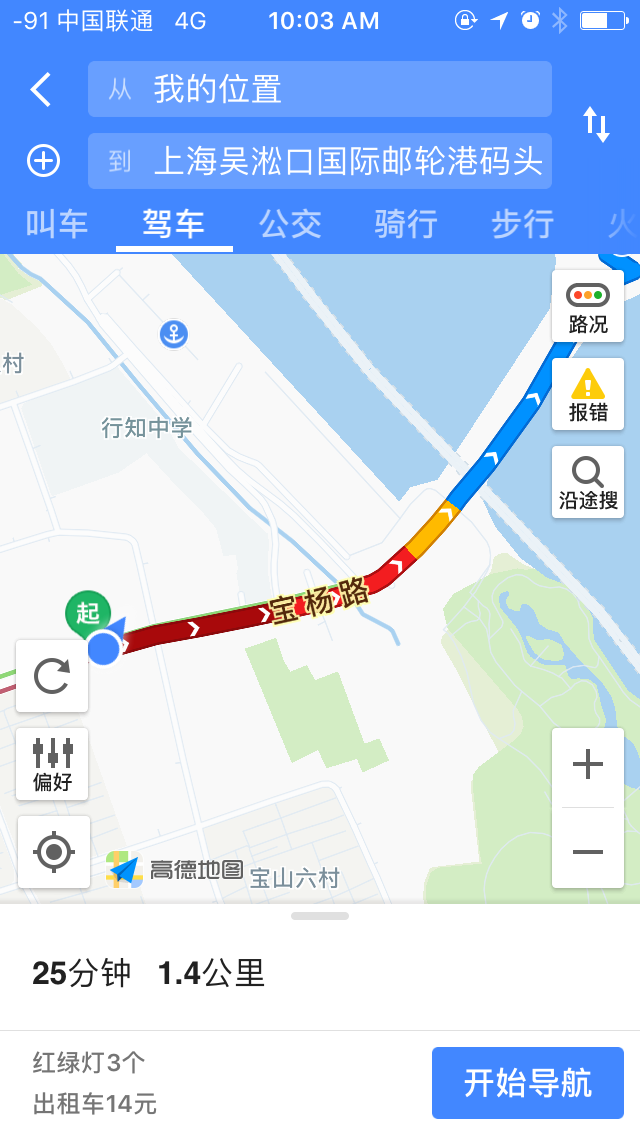 -91 中国联通 4G 10:03 AM
从 我的位置
到 上海吴淞口国际邮轮港码头
叫车 驾车 公交 骑行 步行 火
路况
村
报错
行知中学
沿途搜
宝杨路
起
偏好
高德地图
宝山六村
25分钟 1.4公里
红绿灯3个
出租车14元
开始导航